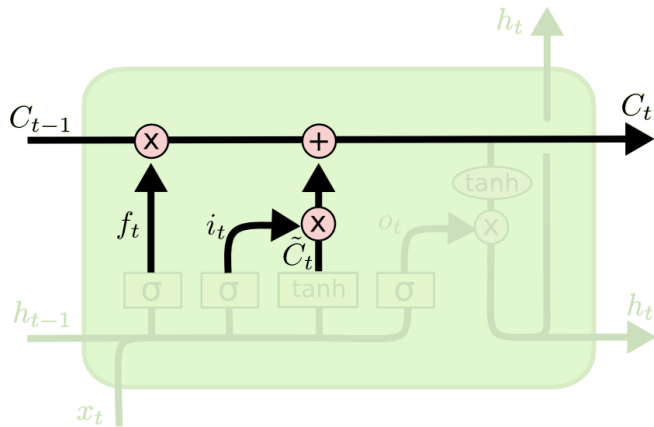 h_t
C_{t-1} × + C_t
tanh
f_t i_t × o_t ×
C̃_t
σ σ tanh σ
h_{t-1} h_t
x_t